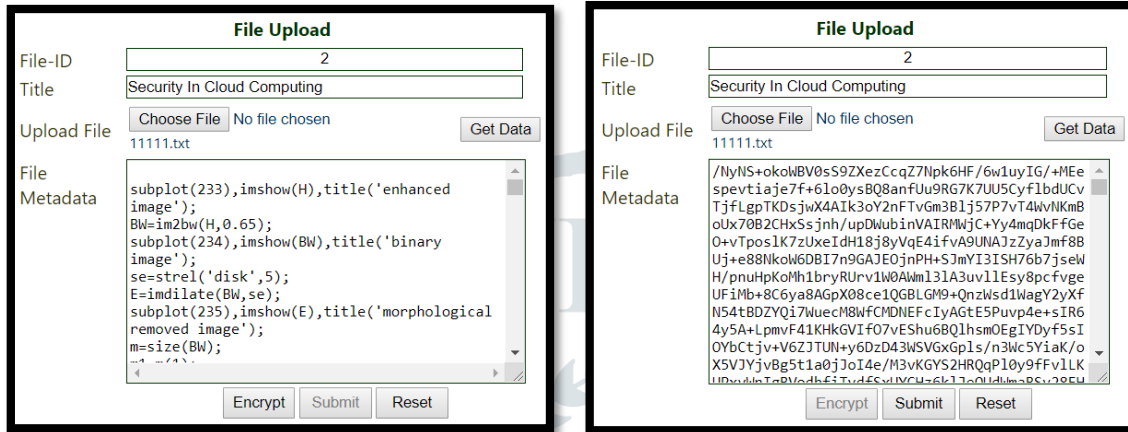 File Upload
File-ID
2
Title
Security In Cloud Computing
Upload File
Choose File No file chosen
11111.txt
Get Data
File
Metadata
subplot(233),imshow(H),title('enhanced
image');
BW=im2bw(H,0.65);
subplot(234),imshow(BW),title('binary
image');
se=strel('disk',5);
E=imdilate(BW,se);
subplot(235),imshow(E),title('morphological
removed image');
m=size(BW);
Encrypt Submit Reset
File Upload
File-ID
2
Title
Security In Cloud Computing
Upload File
Choose File No file chosen
11111.txt
Get Data
File
Metadata
/NyNS+okoWBV0sS9ZXezCcqZ7Npk6HF/6w1uyIG/+MEe
spevtiaje7f+6lo0ysBQ8anfUu9RG7K7UU5CyflbdUCv
TjfLgpTKDsjwX4AIk3oY2nFTvGm3Blj57P7vT4WvNKmB
oUx70B2CHxSsjnh/upDWubinVAIRMWjC+Yy4mqDkFfGe
O+vTposlK7zUxeIdH18j8yVqE4ifvA9UNAJzZyaJmf8B
Uj+e88NkoW6DBI7n9GAJEOjnPH+SJmYI3ISH76b7jseW
H/pnuHpKoMh1bryRUrv1W0AWml3lA3uvllEsy8pcfvge
UFiMb+8C6ya8AGpX08ce1QGBLGM9+QnzWsd1WagY2yXf
N54tBDZYQi7WuecM8WfCMDNEFcIyAGtE5Puvp4e+sIR6
4y5A+LpmvF41KHkGVIfO7vEShu6BQlhsmOEgIYDyf5sI
OYbCtjv+V6ZJTUN+y6DzD43WSVGxGpls/n3Wc5YiaK/o
X5VJYjvBg5t1a0jJoI4e/M3vKGYS2HRQqPl0y9fFvlLK
Encrypt Submit Reset